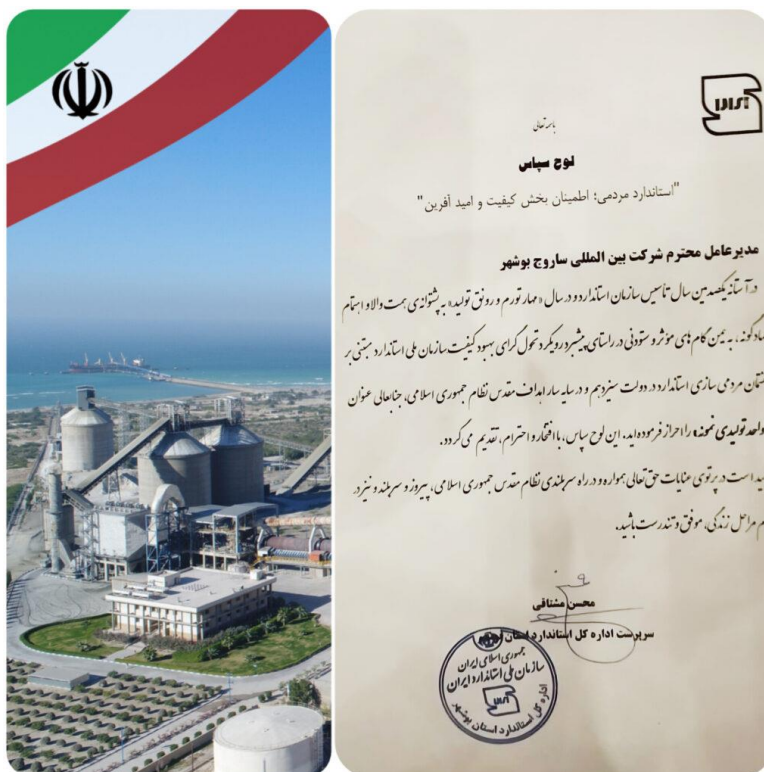 باسمه تعالی
لوح سپاس
"استاندارد مردمی؛ اطمینان بخش کیفیت و امید آفرین"
مدیرعامل محترم شرکت بین المللی ساروج بوشهر
در آستانه یکصدمین سال تاسیس سازمان استاندارد و در سال «مهار تورم و رونق تولید» به پشتوانه‌ی همت والا و اهتمام
گونه، به یمن گام های مؤثر و ستودنی در راستای پیشبرد رویکرد تحول گرای بهبود کیفیت سازمان ملی استاندارد مبتنی بر
مردمی سازی استاندارد در دولت سیزدهم و در سایه سار اهداف مقدس نظام جمهوری اسلامی، جنابعالی عنوان
واحد تولیدی نمونه» را احراز فرموده‌اید. این لوح سپاس، با افتخار و احترام، تقدیم می گردد.
است در پرتوی عنایات حق تعالی همواره و در راه سربلندی نظام مقدس جمهوری اسلامی، پیروز و سربلند و نیز در
مراحل زندگی، موفق و تندرست باشید.
محسن مشتاقی
سرپرست اداره کل استاندارد استان
جمهوری اسلامی ایران
سازمان ملی استاندارد ایران
اداره کل استاندارد استان بوشهر